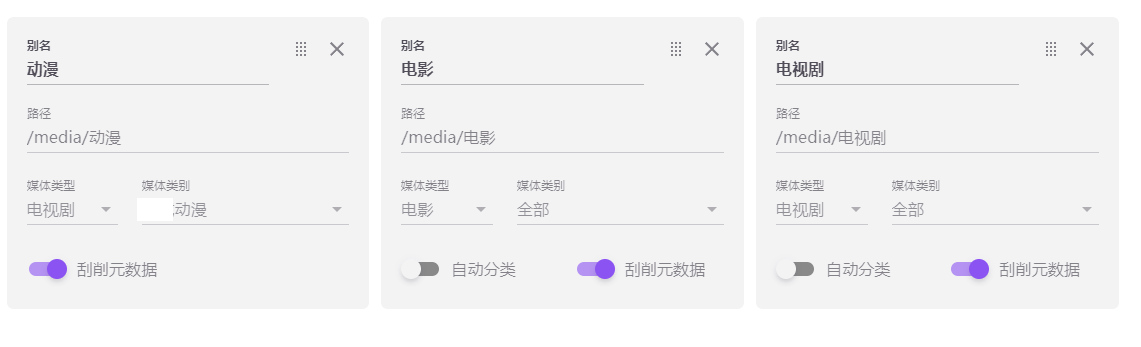 别名
动漫
路径
/media/动漫
媒体类型
媒体类别
电视剧
动漫
刮削元数据
别名
电影
路径
/media/电影
媒体类型
媒体类别
电影
全部
自动分类
刮削元数据
别名
电视剧
路径
/media/电视剧
媒体类型
媒体类别
电视剧
全部
自动分类
刮削元数据